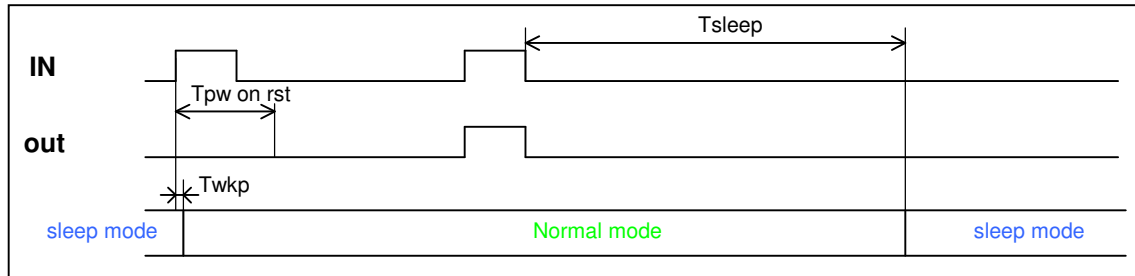 Tsleep
IN
Tpw on rst
out
Twkp
sleep mode Normal mode sleep mode